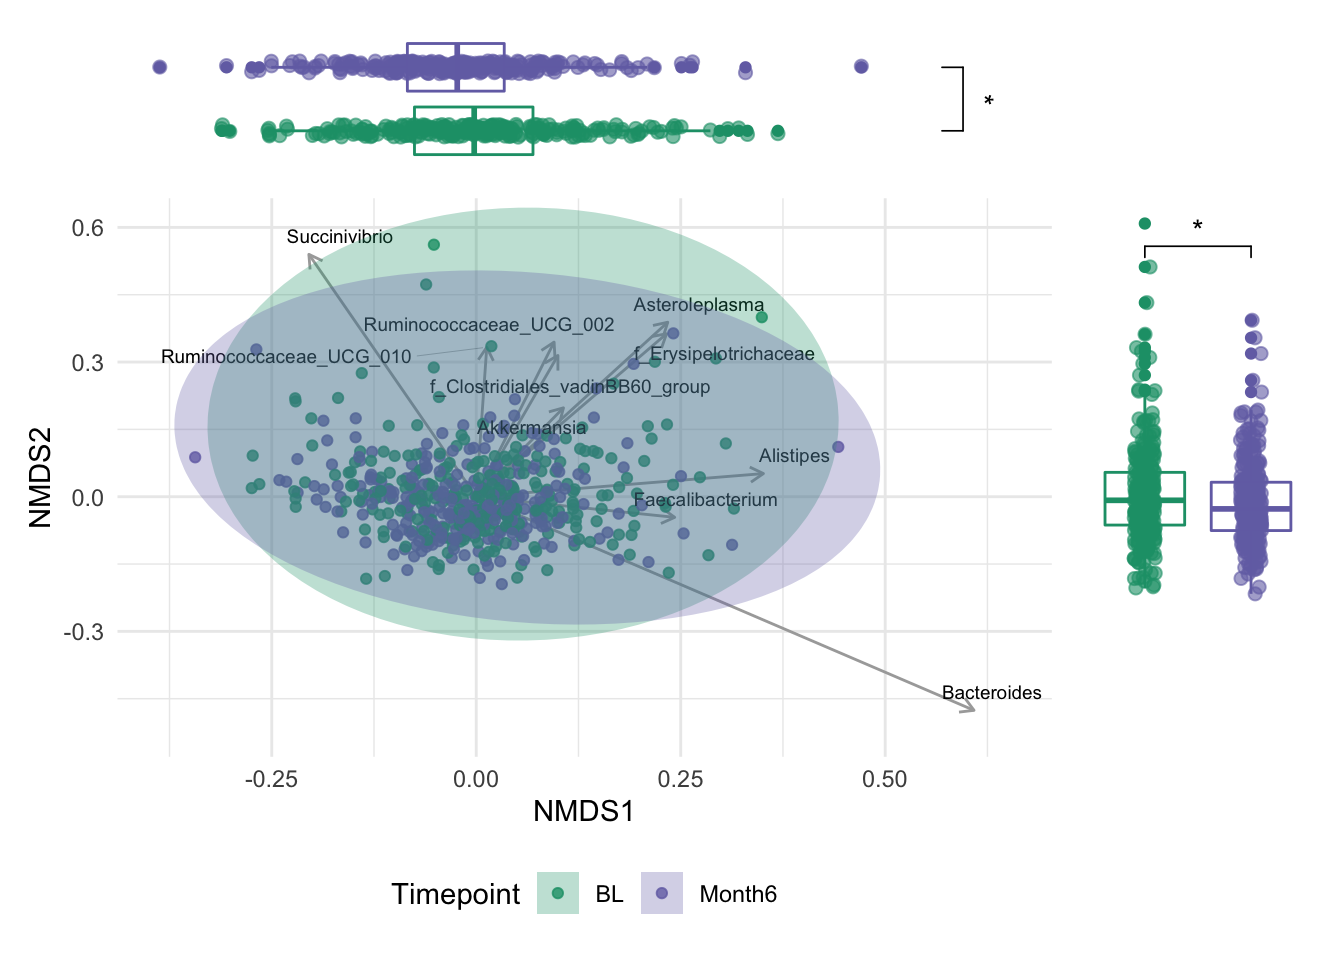 *
*
0.6
0.3
0.0
-0.3
NMDS2
Succinivibrio
Asteroleplasma
Ruminococcaceae_UCG_002
Ruminococcaceae_UCG_010
f_Erysipelotrichaceae
f_Clostridiales_vadinBB60_group
Akkermansia
Alistipes
Faecalibacterium
Bacteroides
-0.25 0.00 0.25 0.50
NMDS1
Timepoint BL Month6